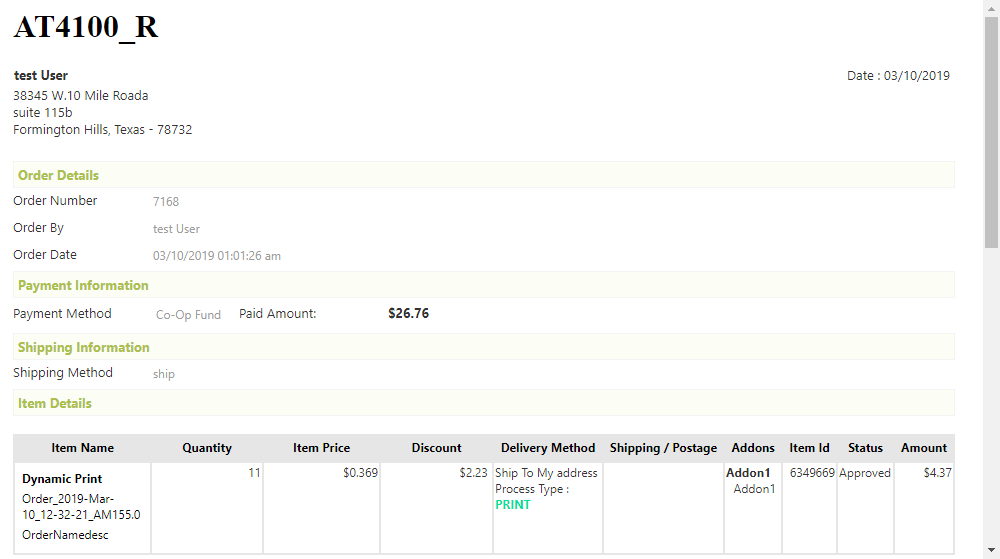 AT4100_R
test User
Date : 03/10/2019
38345 W.10 Mile Roada
suite 115b
Formington Hills, Texas - 78732
Order Details
Order Number 7168
Order By test User
Order Date 03/10/2019 01:01:26 am
Payment Information
Payment Method Co-Op Fund Paid Amount: $26.76
Shipping Information
Shipping Method ship
Item Details
Item Name Quantity Item Price Discount Delivery Method Shipping / Postage Addons Item Id Status Amount
Dynamic Print
Order_2019-Mar-
10_12-32-21_AM155.0
OrderNamedesc
11
$0.369
$2.23
Ship To My address
Process Type :
PRINT
Addon1
Addon1
6349669
Approved
$4.37